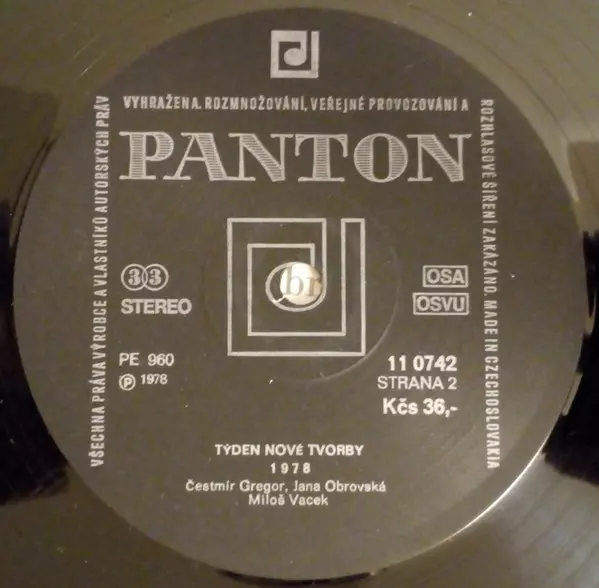 VŠECHNA PRÁVA VÝROBCE A VLASTNÍKŮ AUTORSKÝCH PRÁV
VYHRAŽENA. ROZMNOŽOVÁNÍ, VEŘEJNÉ PROVOZOVÁNÍ A
ROZHLASOVÉ ŠÍŘENÍ ZAKÁZÁNO. MADE IN CZECHOSLOVAKIA
PANTON
33
STEREO
OSA
OSVU
PE 960
Ⓟ 1978
11 0742
STRANA 2
Kčs 36,-
TÝDEN NOVÉ TVORBY
1978
Čestmír Gregor, Jana Obrovská
Miloš Vacek